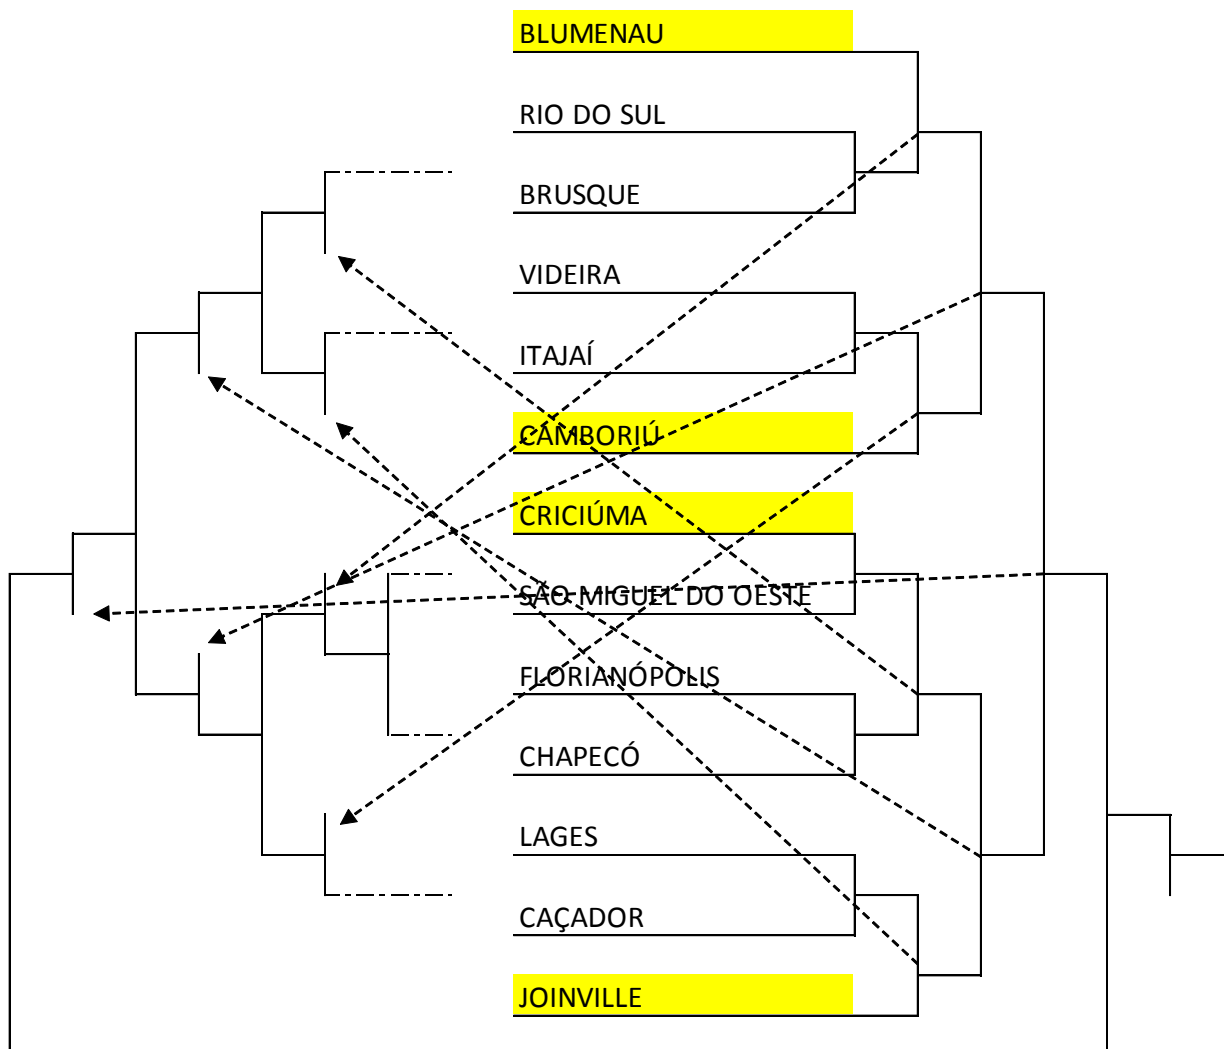 BLUMENAU
RIO DO SUL
BRUSQUE
VIDEIRA
ITAJAÍ
CAMBORIÚ
CRICIÚMA
SÃO MIGUEL DO OESTE
FLORIANÓPOLIS
CHAPECÓ
LAGES
CAÇADOR
JOINVILLE